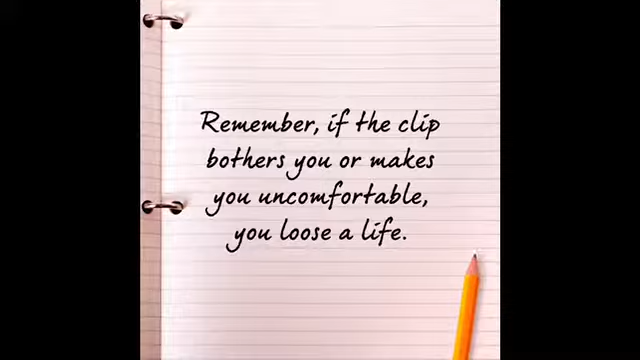 Remember, if the clip
bothers you or makes
you uncomfortable,
you loose a life.